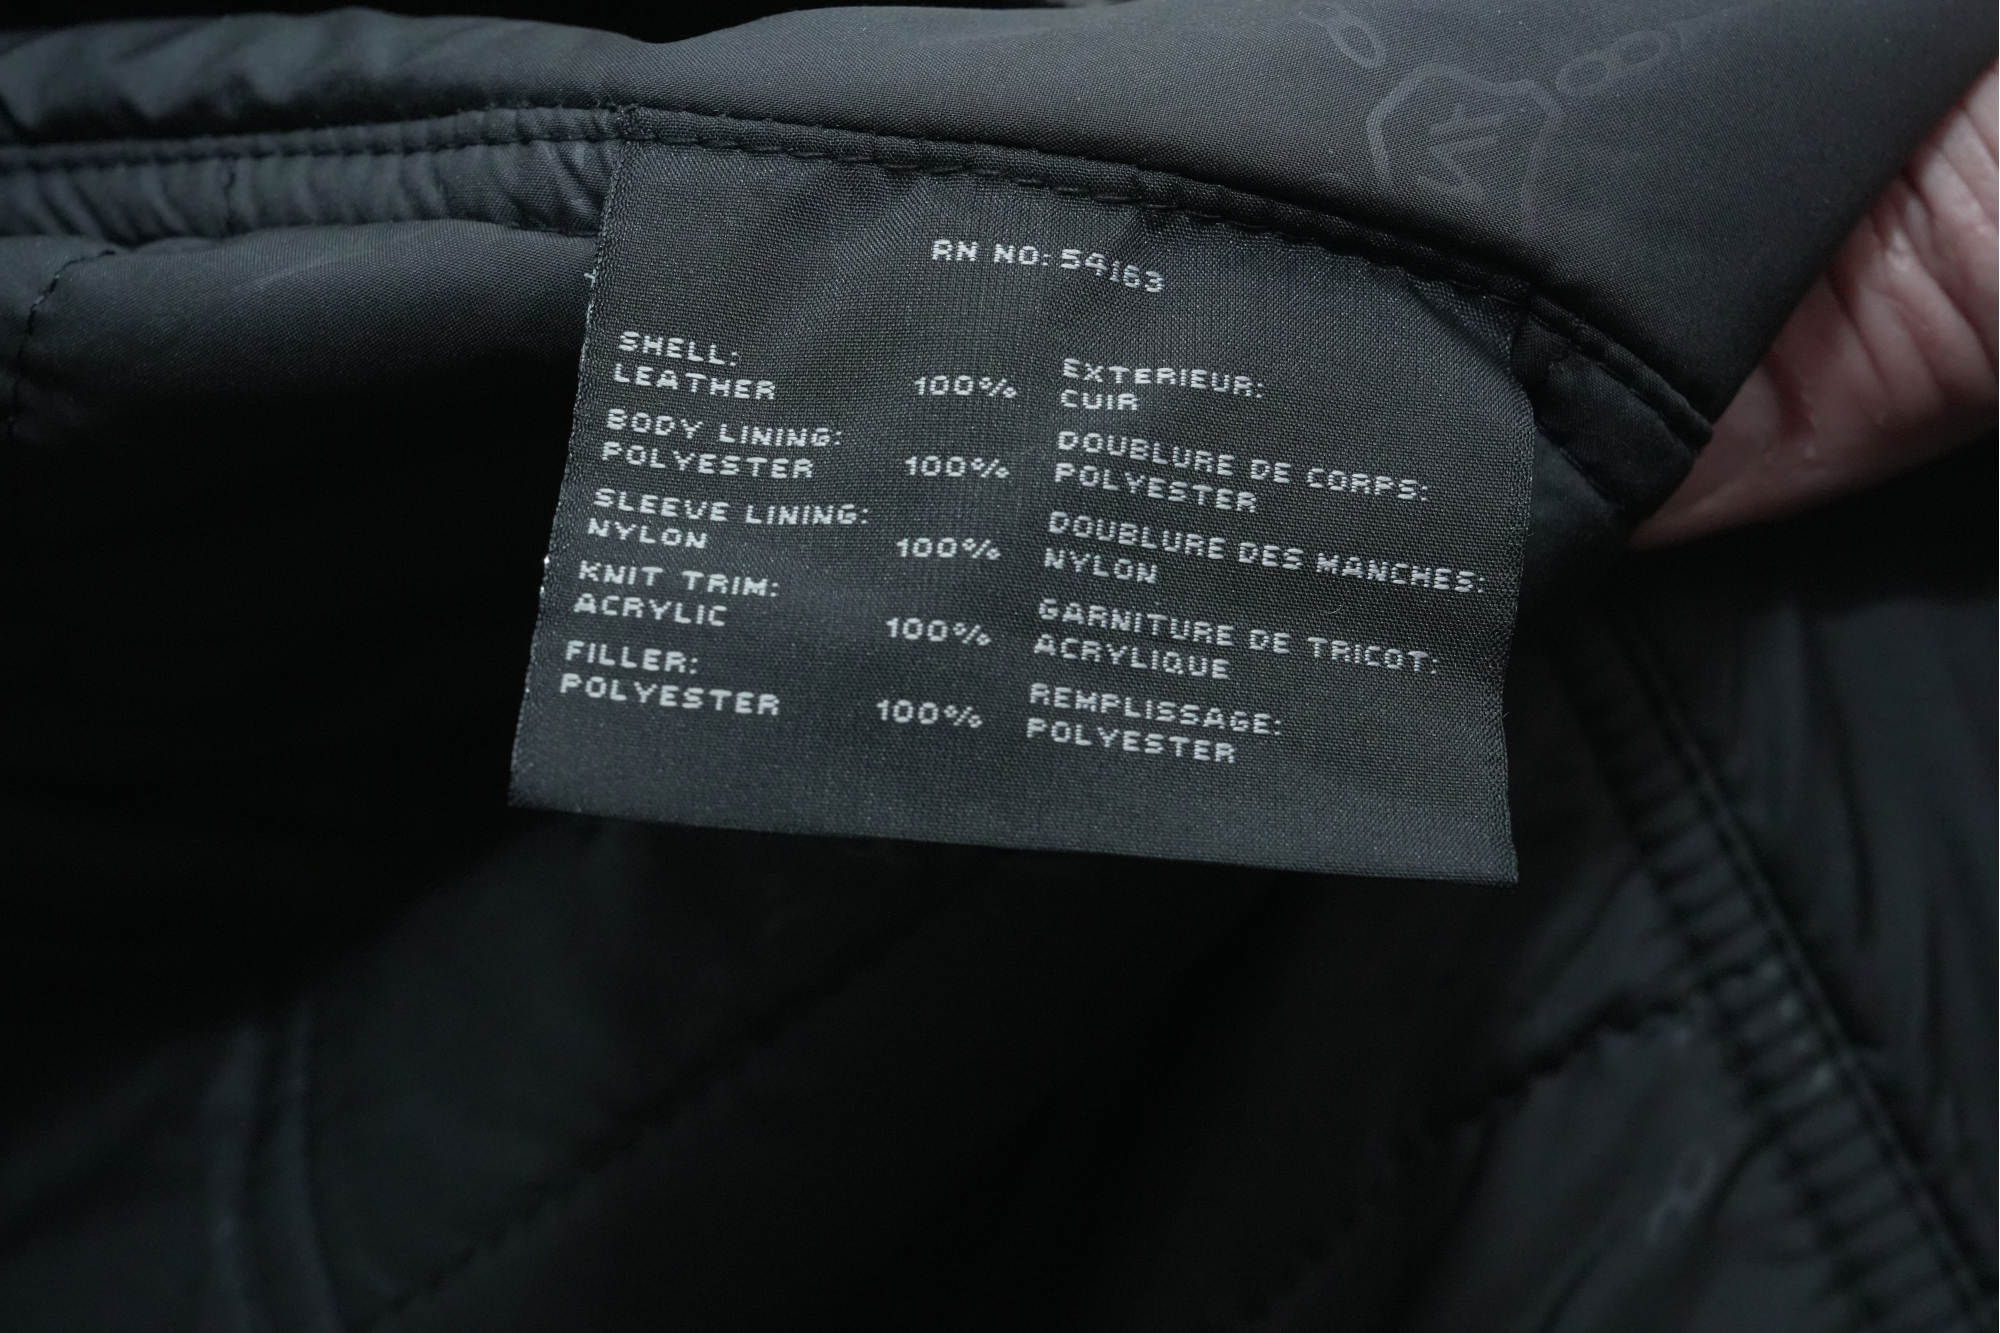 RN NO: 54163
SHELL:
LEATHER 100%
BODY LINING:
POLYESTER 100%
SLEEVE LINING:
NYLON 100%
KNIT TRIM:
ACRYLIC 100%
FILLER:
POLYESTER 100%
EXTERIEUR:
CUIR
DOUBLURE DE CORPS:
POLYESTER
DOUBLURE DES MANCHES:
NYLON
GARNITURE DE TRICOT:
ACRYLIQUE
REMPLISSAGE:
POLYESTER